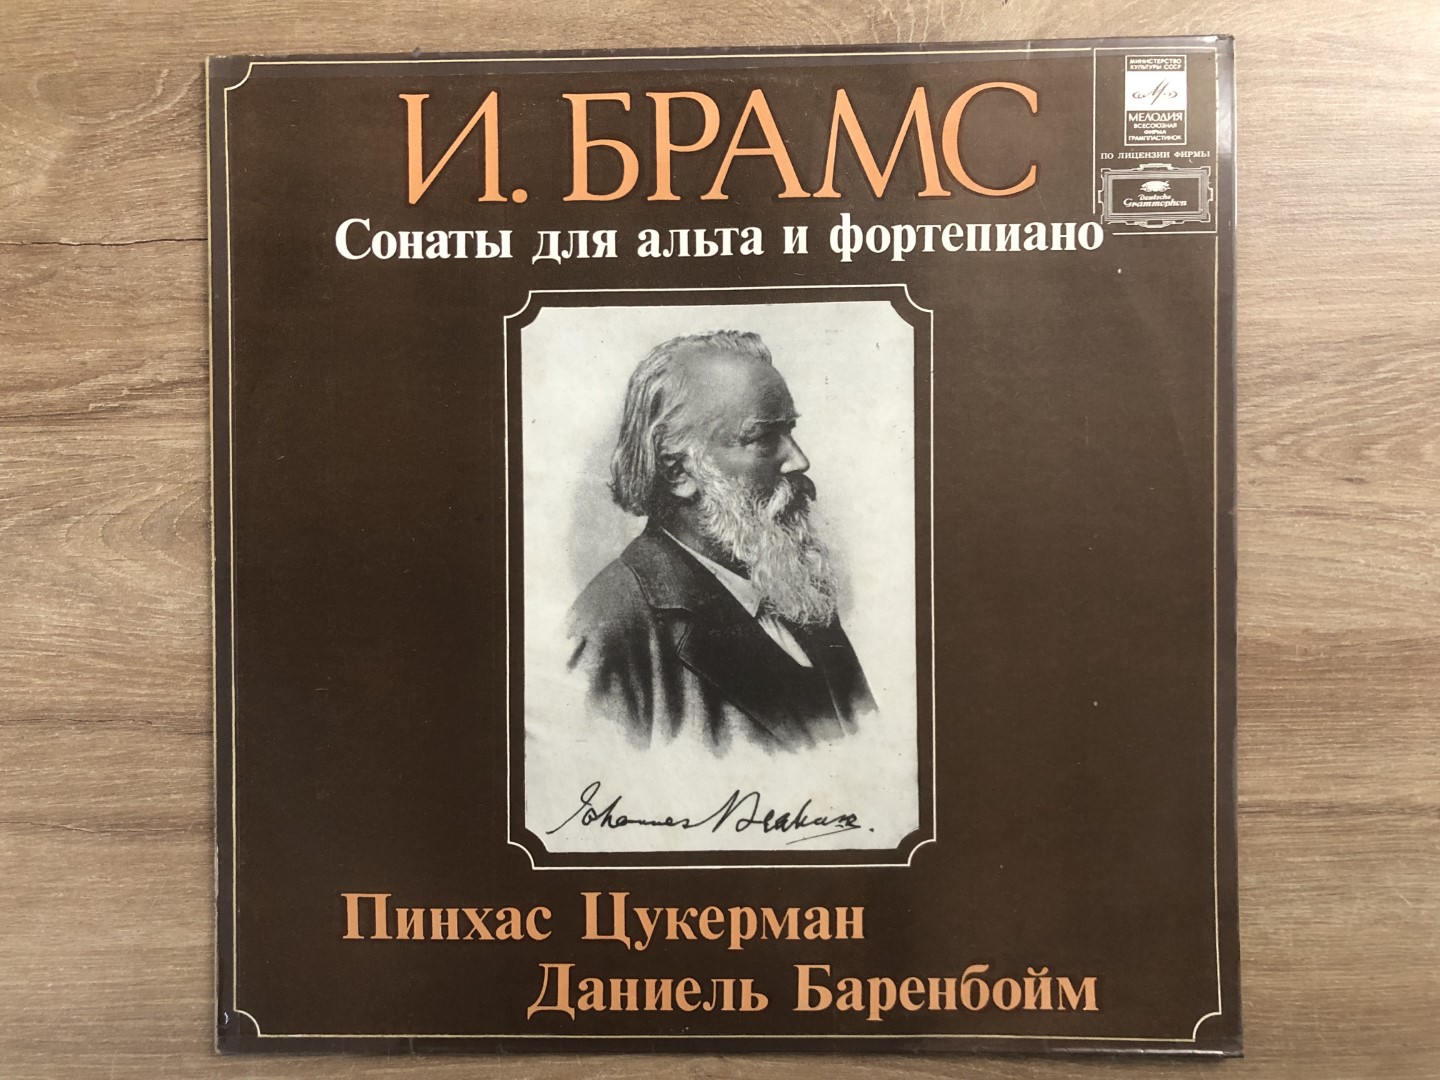 И. БРАМС
Сонаты для альта и фортепиано
МИНИСТЕРСТВО
КУЛЬТУРЫ СССР
МЕЛОДИЯ
ВСЕСОЮЗНАЯ
ФИРМА
ГРАМПЛАСТИНОК
ПО ЛИЦЕНЗИИ ФИРМЫ
Deutsche
Grammophon
Johannes Brahms.
Пинхас Цукерман
Даниель Баренбойм